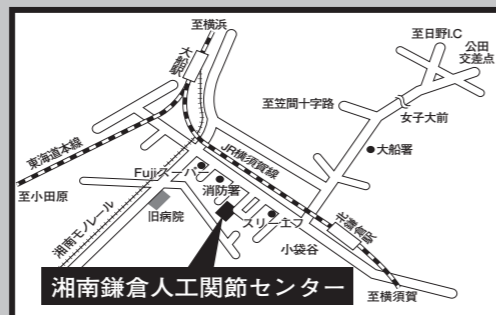 至横浜
大船駅
至日野I.C
公田
交差点
至笠間十字路
女子大前
大船署
東海道本線
JR横須賀線
Fujiスーパー
消防署
至小田原
旧病院
スリーエフ
北鎌倉駅
湘南モノレール
小袋谷
湘南鎌倉人工関節センター
至横須賀